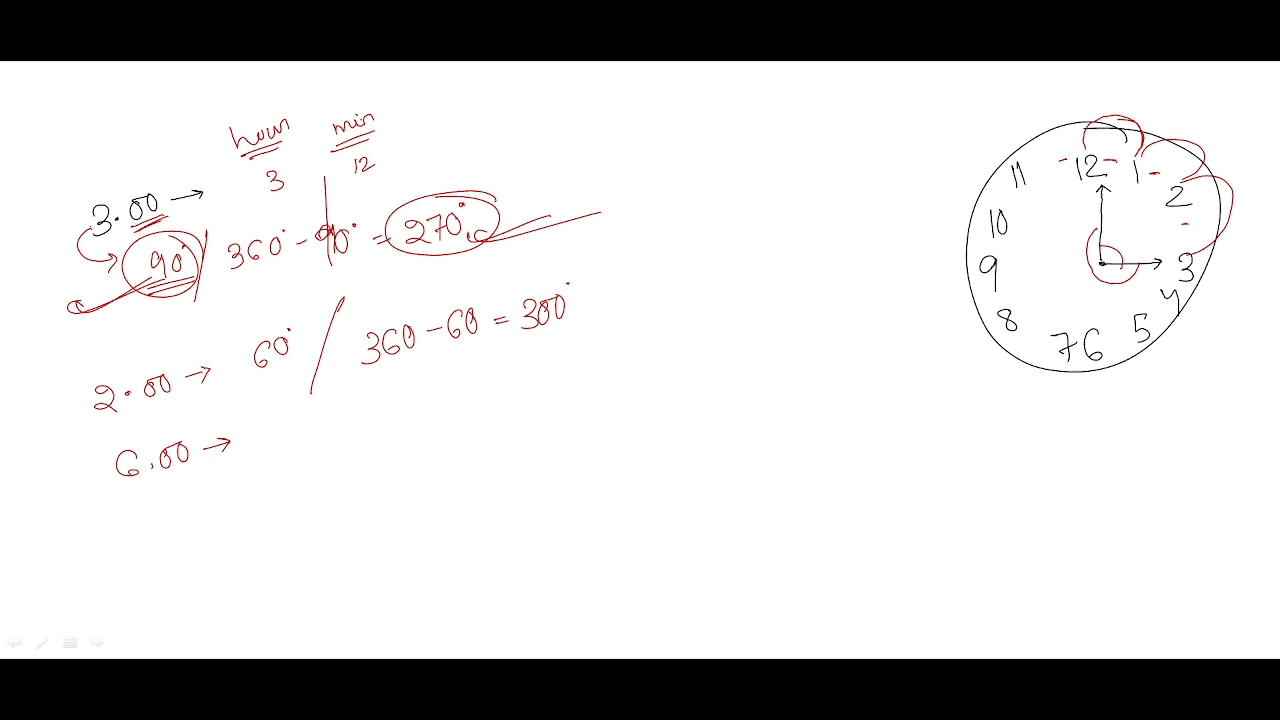 hour min
3 12
3.00 →
90° 360° - 90° = 270°
2.00 → 60° / 360 - 60 = 300°
6.00 →
12
11 1
10 2
9 3
8 4
7 6 5